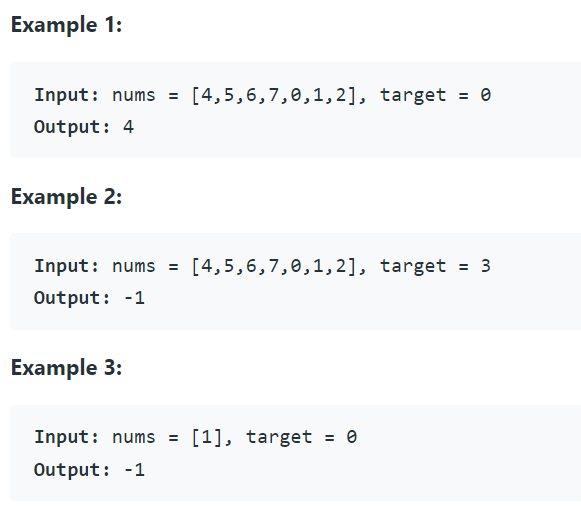 Example 1:
Input: nums = [4,5,6,7,0,1,2], target = 0
Output: 4
Example 2:
Input: nums = [4,5,6,7,0,1,2], target = 3
Output: -1
Example 3:
Input: nums = [1], target = 0
Output: -1